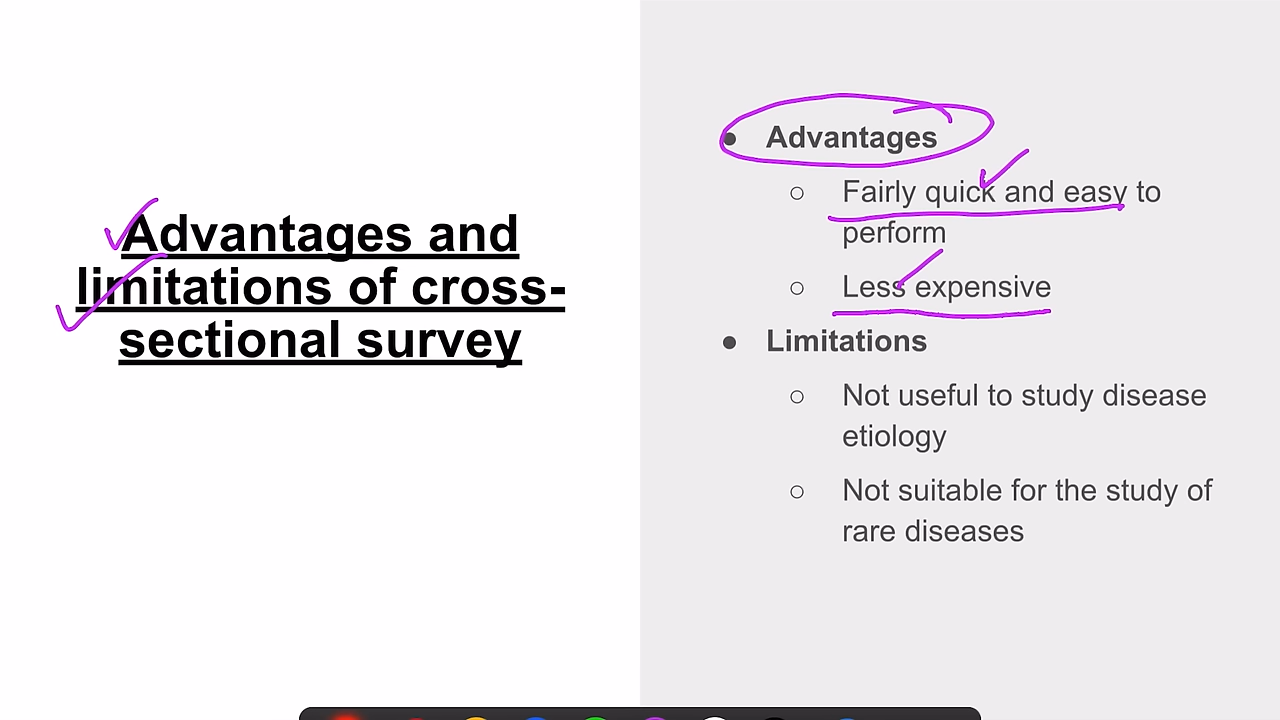 Advantages and
limitations of cross-
sectional survey
● Advantages
○ Fairly quick and easy to
perform
○ Less expensive
● Limitations
○ Not useful to study disease
etiology
○ Not suitable for the study of
rare diseases